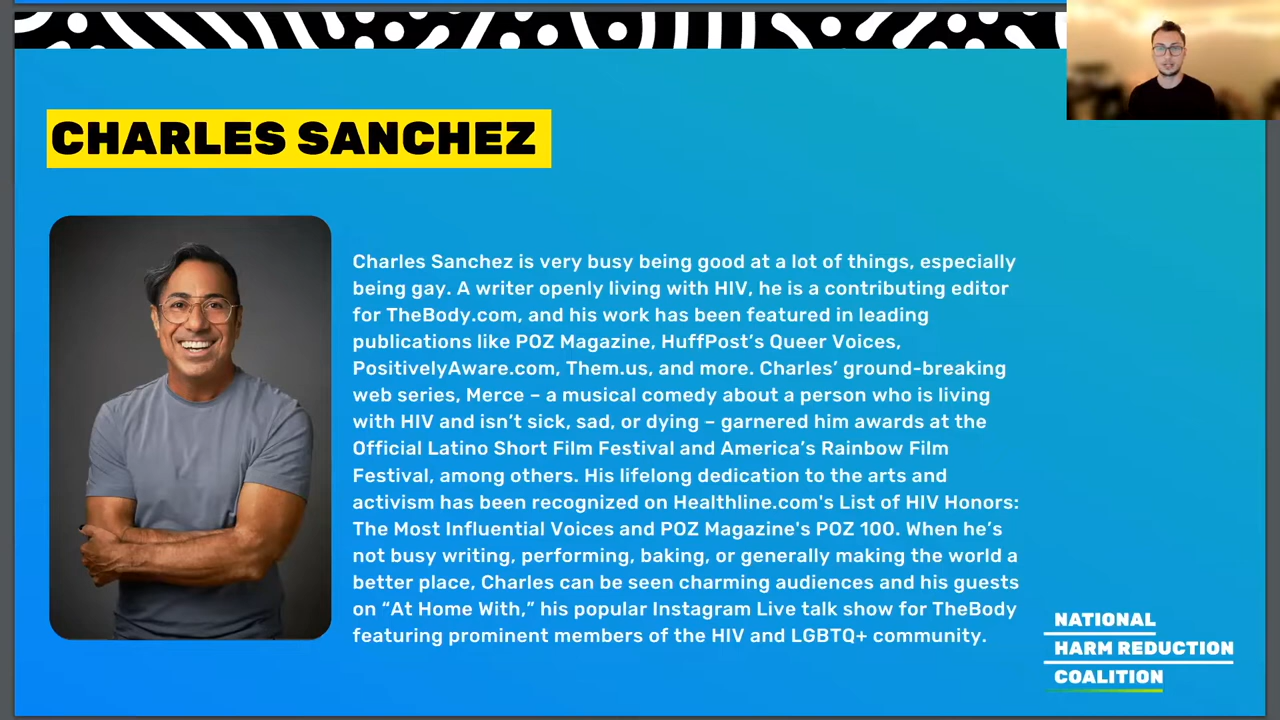 CHARLES SANCHEZ
Charles Sanchez is very busy being good at a lot of things, especially
being gay. A writer openly living with HIV, he is a contributing editor
for TheBody.com, and his work has been featured in leading
publications like POZ Magazine, HuffPost’s Queer Voices,
PositivelyAware.com, Them.us, and more. Charles’ ground-breaking
web series, Merce – a musical comedy about a person who is living
with HIV and isn’t sick, sad, or dying – garnered him awards at the
Official Latino Short Film Festival and America’s Rainbow Film
Festival, among others. His lifelong dedication to the arts and
activism has been recognized on Healthline.com's List of HIV Honors:
The Most Influential Voices and POZ Magazine's POZ 100. When he’s
not busy writing, performing, baking, or generally making the world a
better place, Charles can be seen charming audiences and his guests
on “At Home With,” his popular Instagram Live talk show for TheBody
featuring prominent members of the HIV and LGBTQ+ community.
NATIONAL
HARM REDUCTION
COALITION